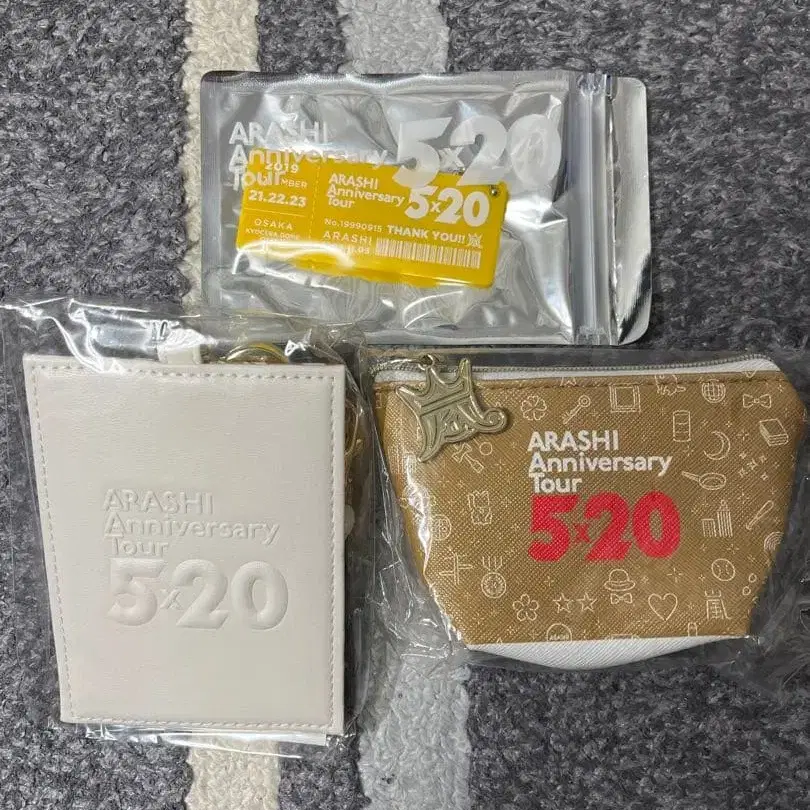 ARASHI
Anniversary
Tour
5×20
2019
21.22.23
OSAKA
KYOCERA DOME
ARASHI
Anniversary
Tour
5×20
No.19990915 THANK YOU!! 嵐
ARASHI
ARASHI
Anniversary
Tour
5×20
ARASHI
Anniversary
Tour
5×20
嵐